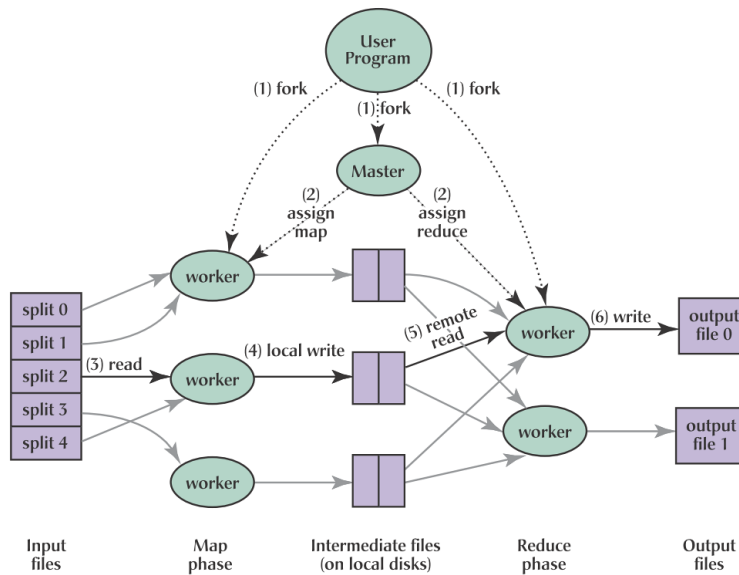 User
Program
(1) fork
(1) fork
(1) fork
Master
(2)
assign
map
(2)
assign
reduce
worker
split 0
split 1
split 2
split 3
split 4
(3) read
worker
(4) local write
worker
(5) remote
read
worker
(6) write
output
file 0
worker
output
file 1
Input
files
Map
phase
Intermediate files
(on local disks)
Reduce
phase
Output
files